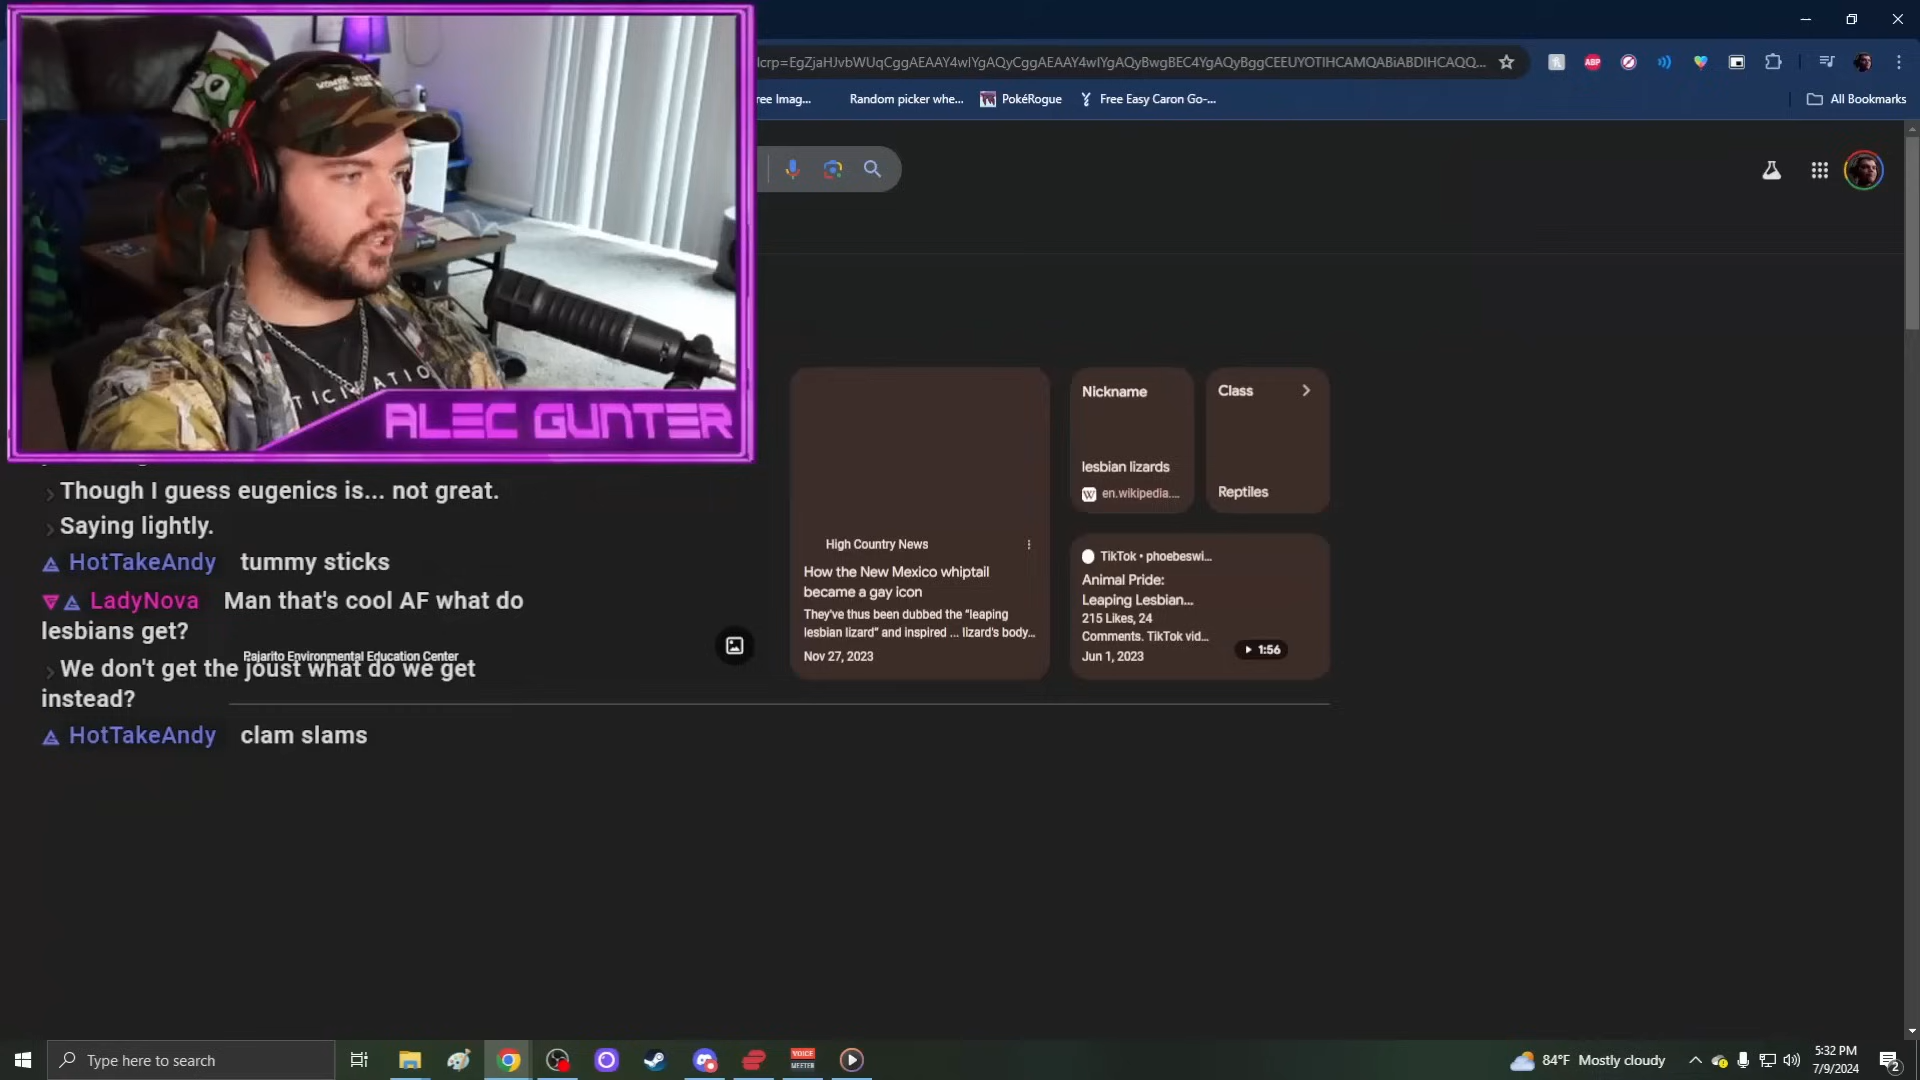 lcrp=EgZjaHJvbWUqCggAEAAY4wIYgAQyCggAEAAY4wIYgAQyBwgBEC4YgAQyBggCEEUYOTIHCAMQABiABDIHCAQQ...
ABP
ree Imag...
Random picker whe...
PokéRogue
Free Easy Caron Go-...
All Bookmarks
ALEC GUNTER
Nickname
lesbian lizards
en.wikipedia....
Class
Reptiles
High Country News
How the New Mexico whiptail
became a gay icon
They've thus been dubbed the "leaping
lesbian lizard" and inspired ... lizard's body...
Nov 27, 2023
TikTok • phoebeswi...
Animal Pride:
Leaping Lesbian...
215 Likes, 24
Comments. TikTok vid...
Jun 1, 2023
1:56
Though I guess eugenics is... not great.
Saying lightly.
HotTakeAndy tummy sticks
LadyNova Man that's cool AF what do
lesbians get?
Pajarito Environmental Education Center
We don't get the joust what do we get
instead?
HotTakeAndy clam slams
Type here to search
VOICE
MEETER
84°F Mostly cloudy
5:32 PM
7/9/2024
2